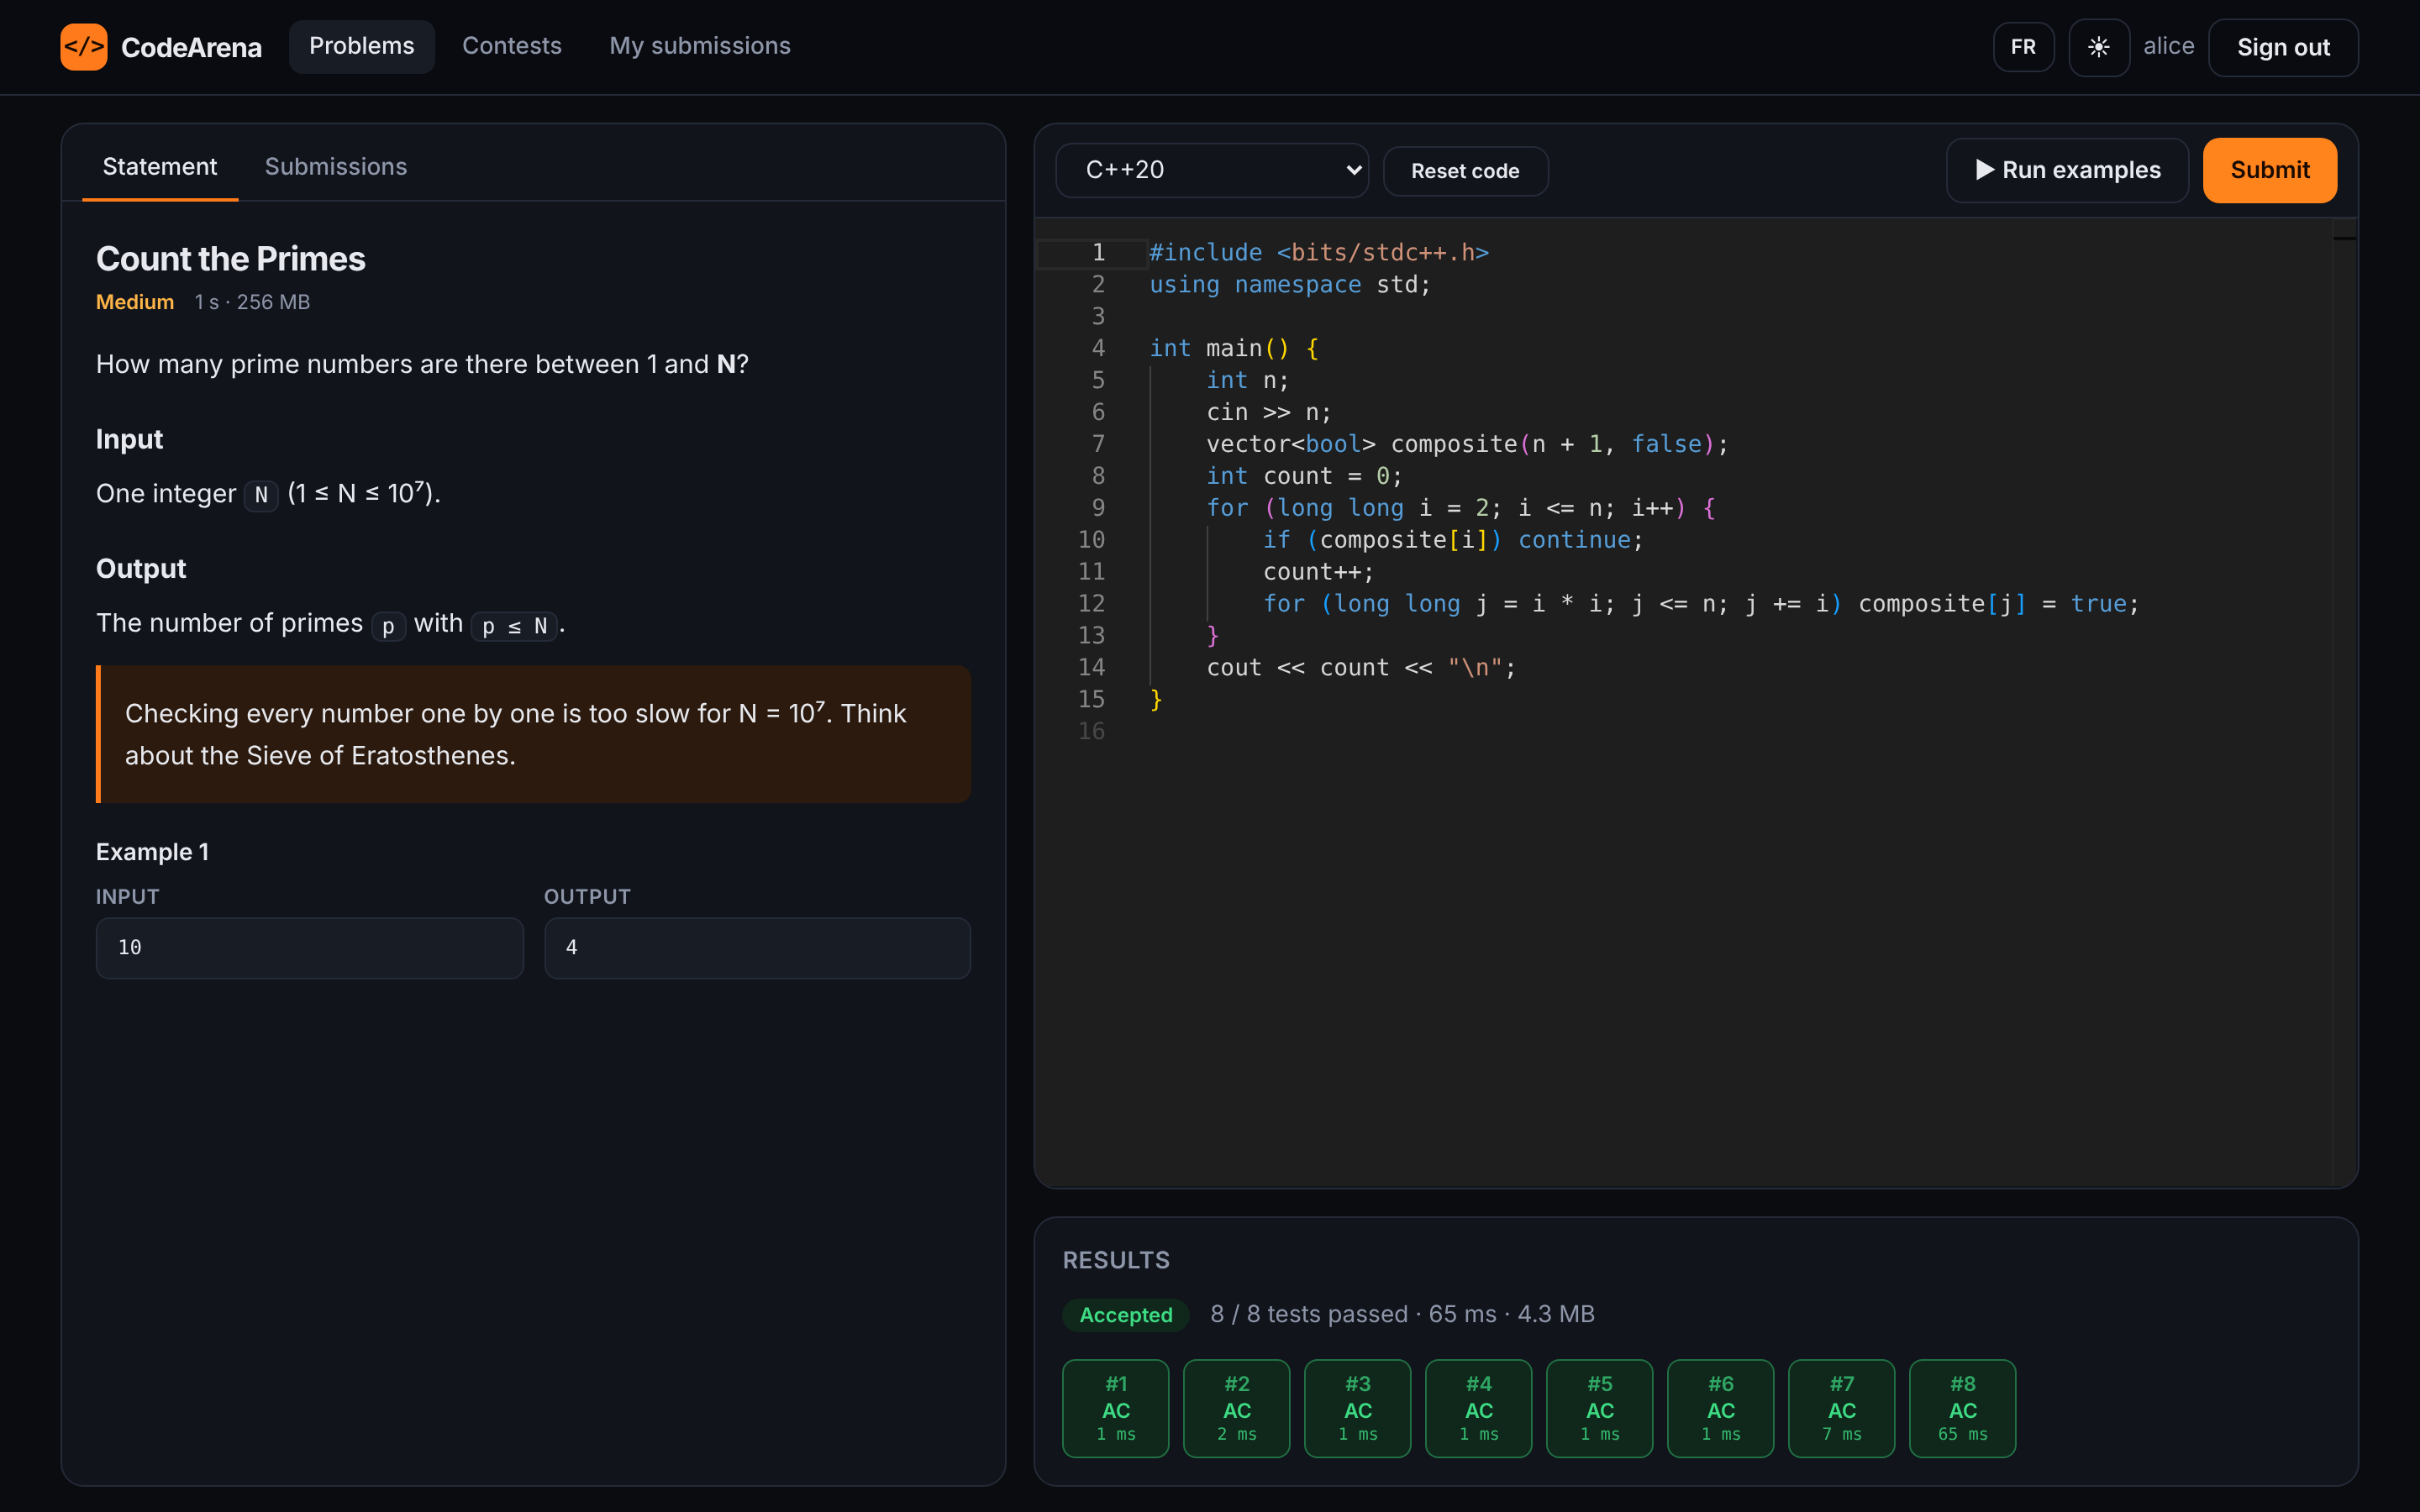 </> CodeArena Problems Contests My submissions FR ☀ alice Sign out
Statement Submissions
Count the Primes
Medium 1 s · 256 MB
How many prime numbers are there between 1 and N?
Input
One integer N (1 ≤ N ≤ 10⁷).
Output
The number of primes p with p ≤ N.
Checking every number one by one is too slow for N = 10⁷. Think
about the Sieve of Eratosthenes.
Example 1
INPUT OUTPUT
10 4
C++20 Reset code ▶ Run examples Submit
1 #include <bits/stdc++.h>
2 using namespace std;
3
4 int main() {
5     int n;
6     cin >> n;
7     vector<bool> composite(n + 1, false);
8     int count = 0;
9     for (long long i = 2; i <= n; i++) {
10         if (composite[i]) continue;
11         count++;
12         for (long long j = i * i; j <= n; j += i) composite[j] = true;
13     }
14     cout << count << "\n";
15 }
16
RESULTS
Accepted 8 / 8 tests passed · 65 ms · 4.3 MB
#1 #2 #3 #4 #5 #6 #7 #8
AC AC AC AC AC AC AC AC
1 ms 2 ms 1 ms 1 ms 1 ms 1 ms 7 ms 65 ms